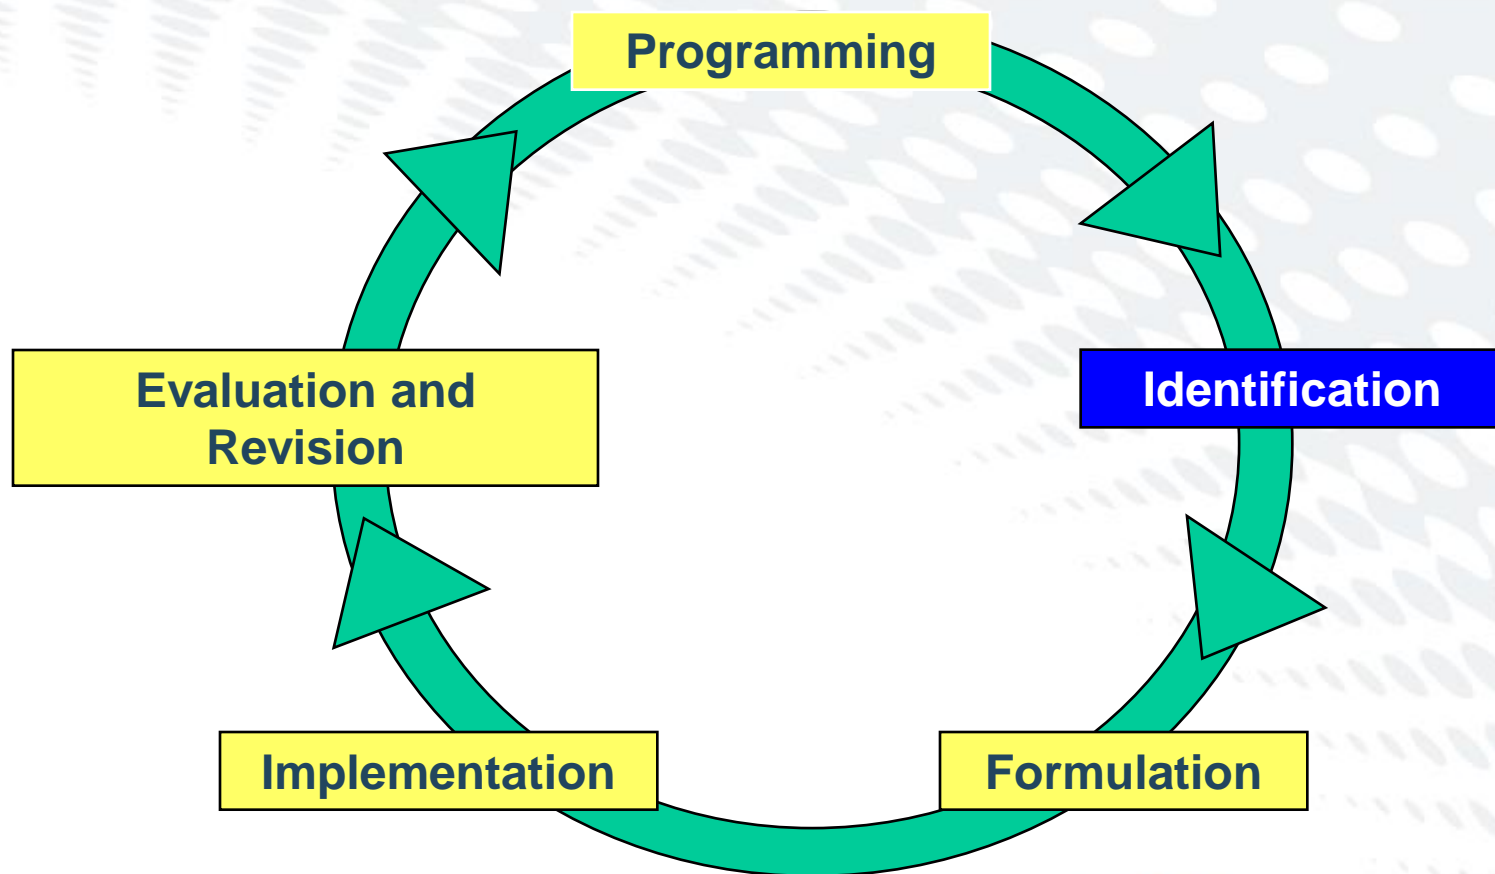 Programming
Identification
Evaluation and
Revision
Implementation
Formulation